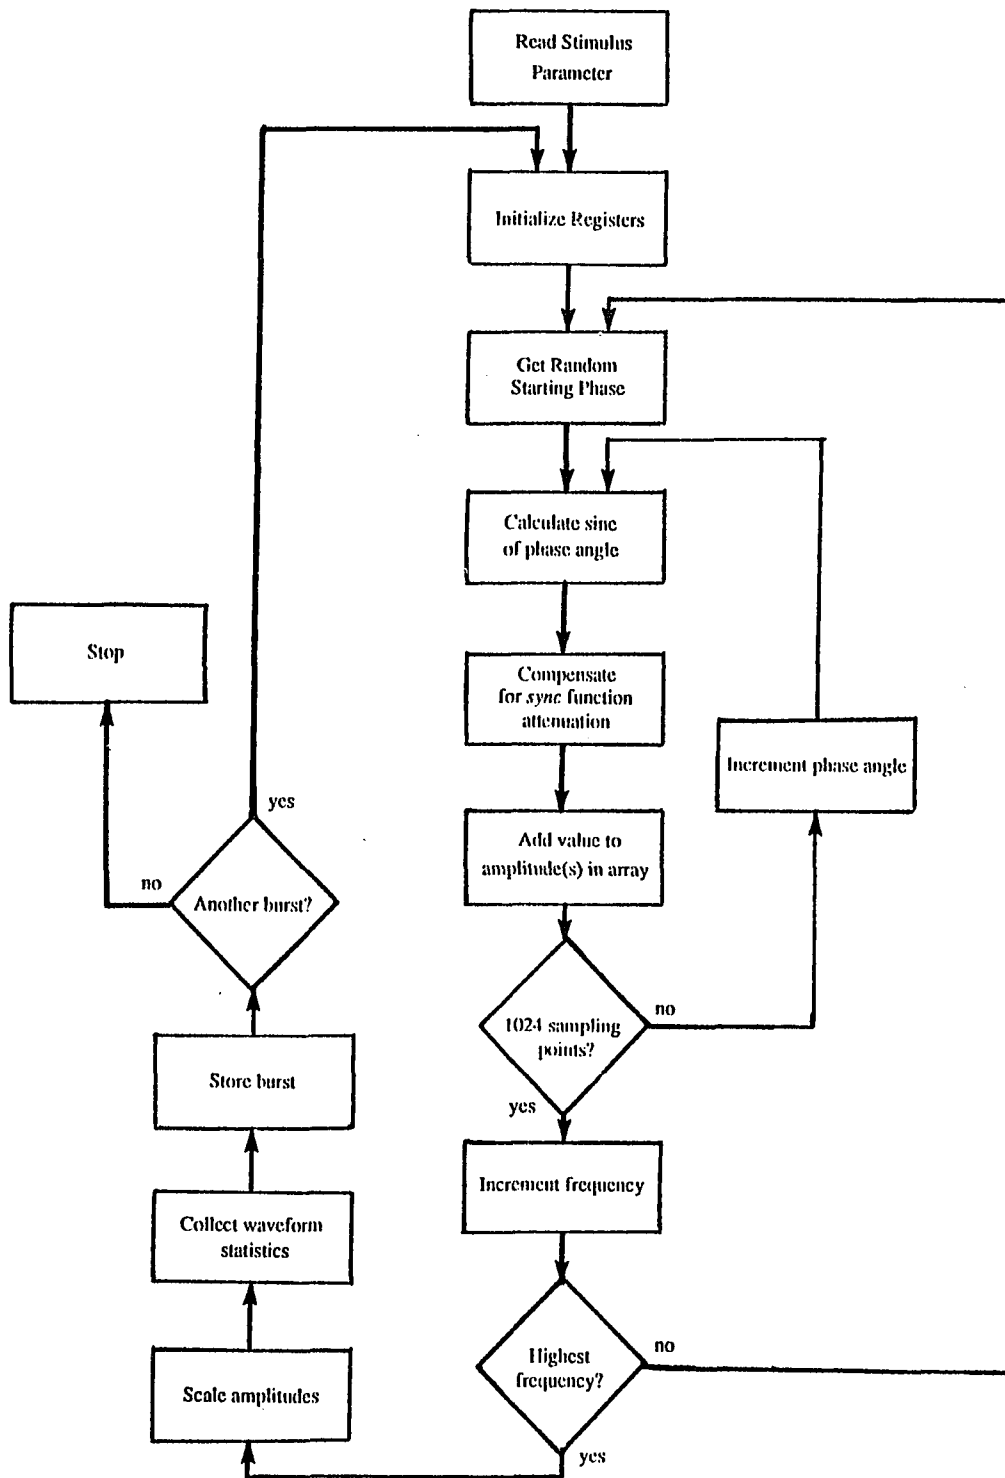 Read Stimulus
Parameter
Initialize Registers
Get Random
Starting Phase
Calculate sine
of phase angle
Compensate
for sync function
attenuation
Increment phase angle
Add value to
amplitude(s) in array
1024 sampling
points?
no
yes
Increment frequency
Highest
frequency?
no
yes
Scale amplitudes
Collect waveform
statistics
Store burst
Another burst?
yes
no
Stop